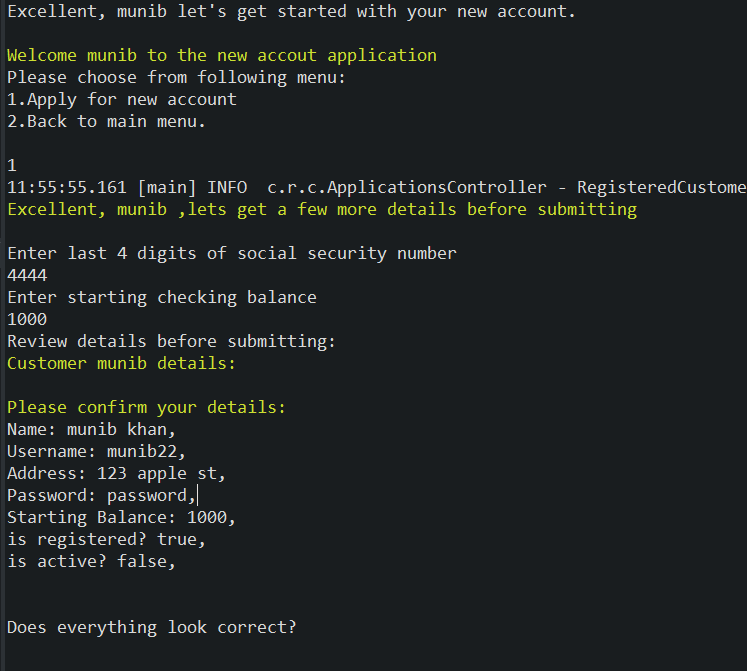 Excellent, munib let's get started with your new account.
Welcome munib to the new accout application
Please choose from following menu:
1.Apply for new account
2.Back to main menu.
1
11:55:55.161 [main] INFO  c.r.c.ApplicationsController - RegisteredCustome
Excellent, munib ,lets get a few more details before submitting
Enter last 4 digits of social security number
4444
Enter starting checking balance
1000
Review details before submitting:
Customer munib details:
Please confirm your details:
Name: munib khan,
Username: munib22,
Address: 123 apple st,
Password: password,
Starting Balance: 1000,
is registered? true,
is active? false,
Does everything look correct?